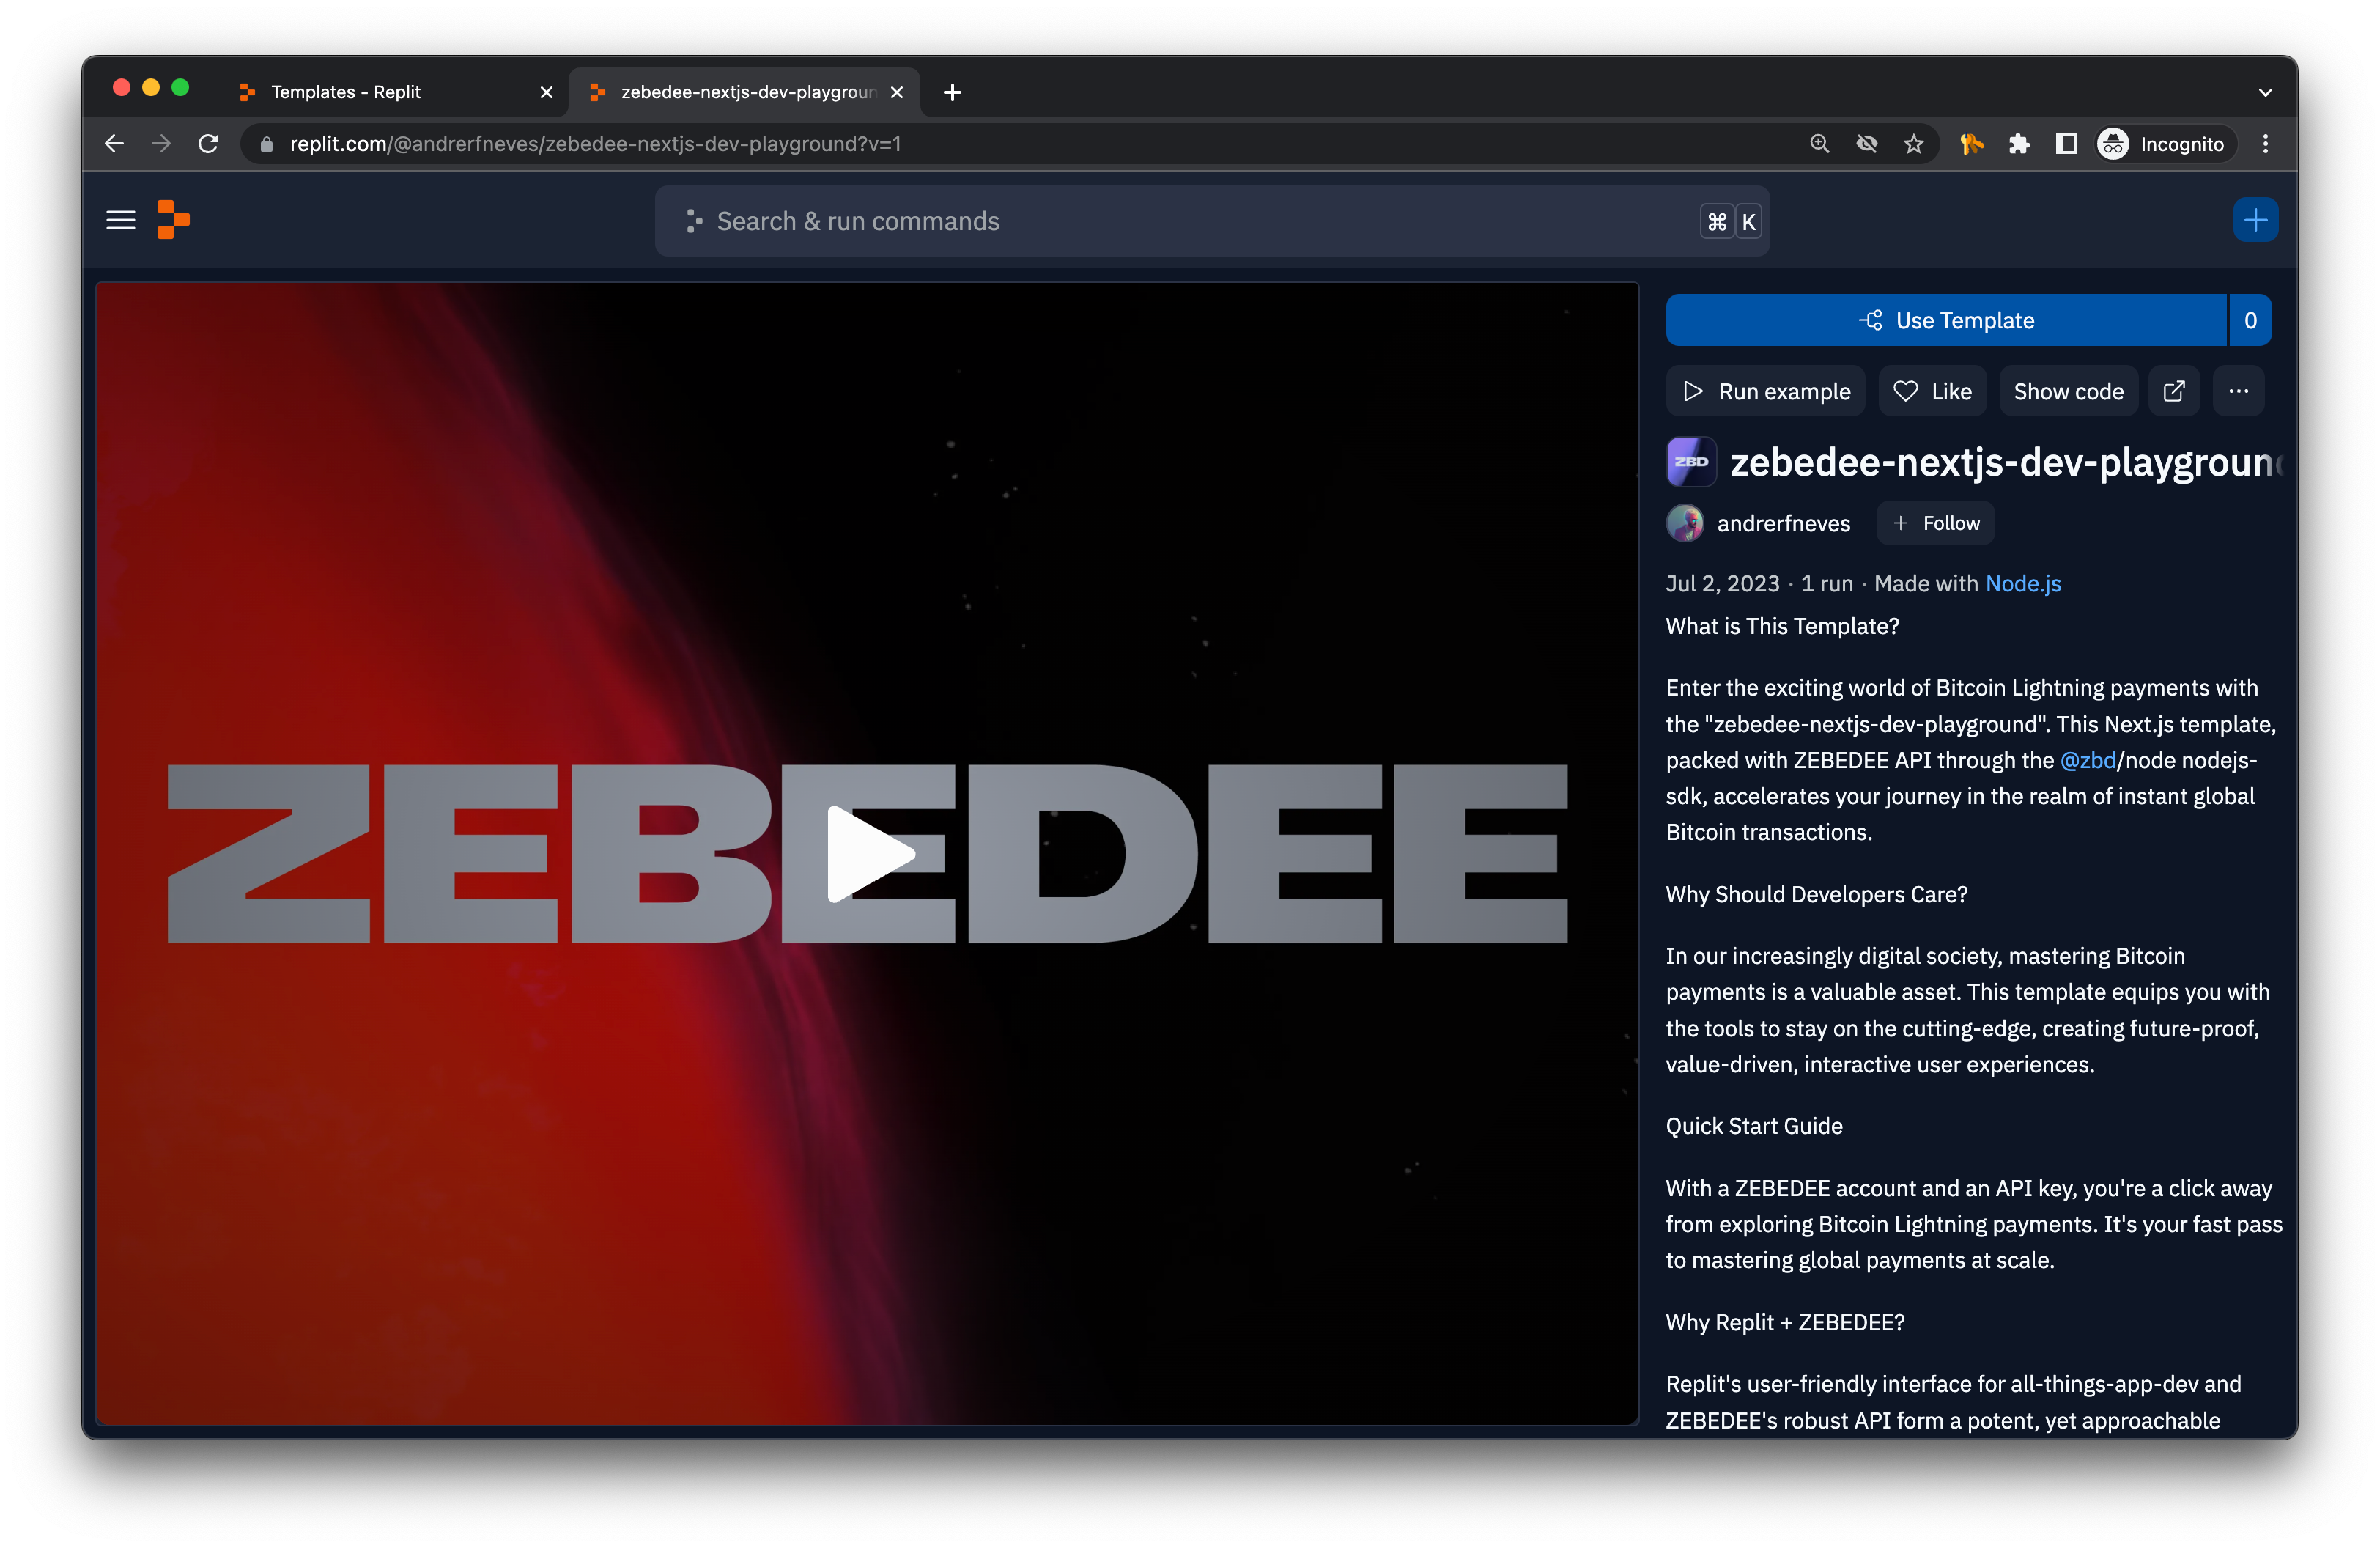 Templates - Replit
zebedee-nextjs-dev-playgroun
replit.com/@andrerfneves/zebedee-nextjs-dev-playground?v=1
Incognito
Search & run commands
⌘ K
ZEBEDEE
Use Template 0
Run example Like Show code
ZBD zebedee-nextjs-dev-playground
andrerfneves + Follow
Jul 2, 2023 · 1 run · Made with Node.js
What is This Template?
Enter the exciting world of Bitcoin Lightning payments with
the "zebedee-nextjs-dev-playground". This Next.js template,
packed with ZEBEDEE API through the @zbd/node nodejs-
sdk, accelerates your journey in the realm of instant global
Bitcoin transactions.
Why Should Developers Care?
In our increasingly digital society, mastering Bitcoin
payments is a valuable asset. This template equips you with
the tools to stay on the cutting-edge, creating future-proof,
value-driven, interactive user experiences.
Quick Start Guide
With a ZEBEDEE account and an API key, you're a click away
from exploring Bitcoin Lightning payments. It's your fast pass
to mastering global payments at scale.
Why Replit + ZEBEDEE?
Replit's user-friendly interface for all-things-app-dev and
ZEBEDEE's robust API form a potent, yet approachable